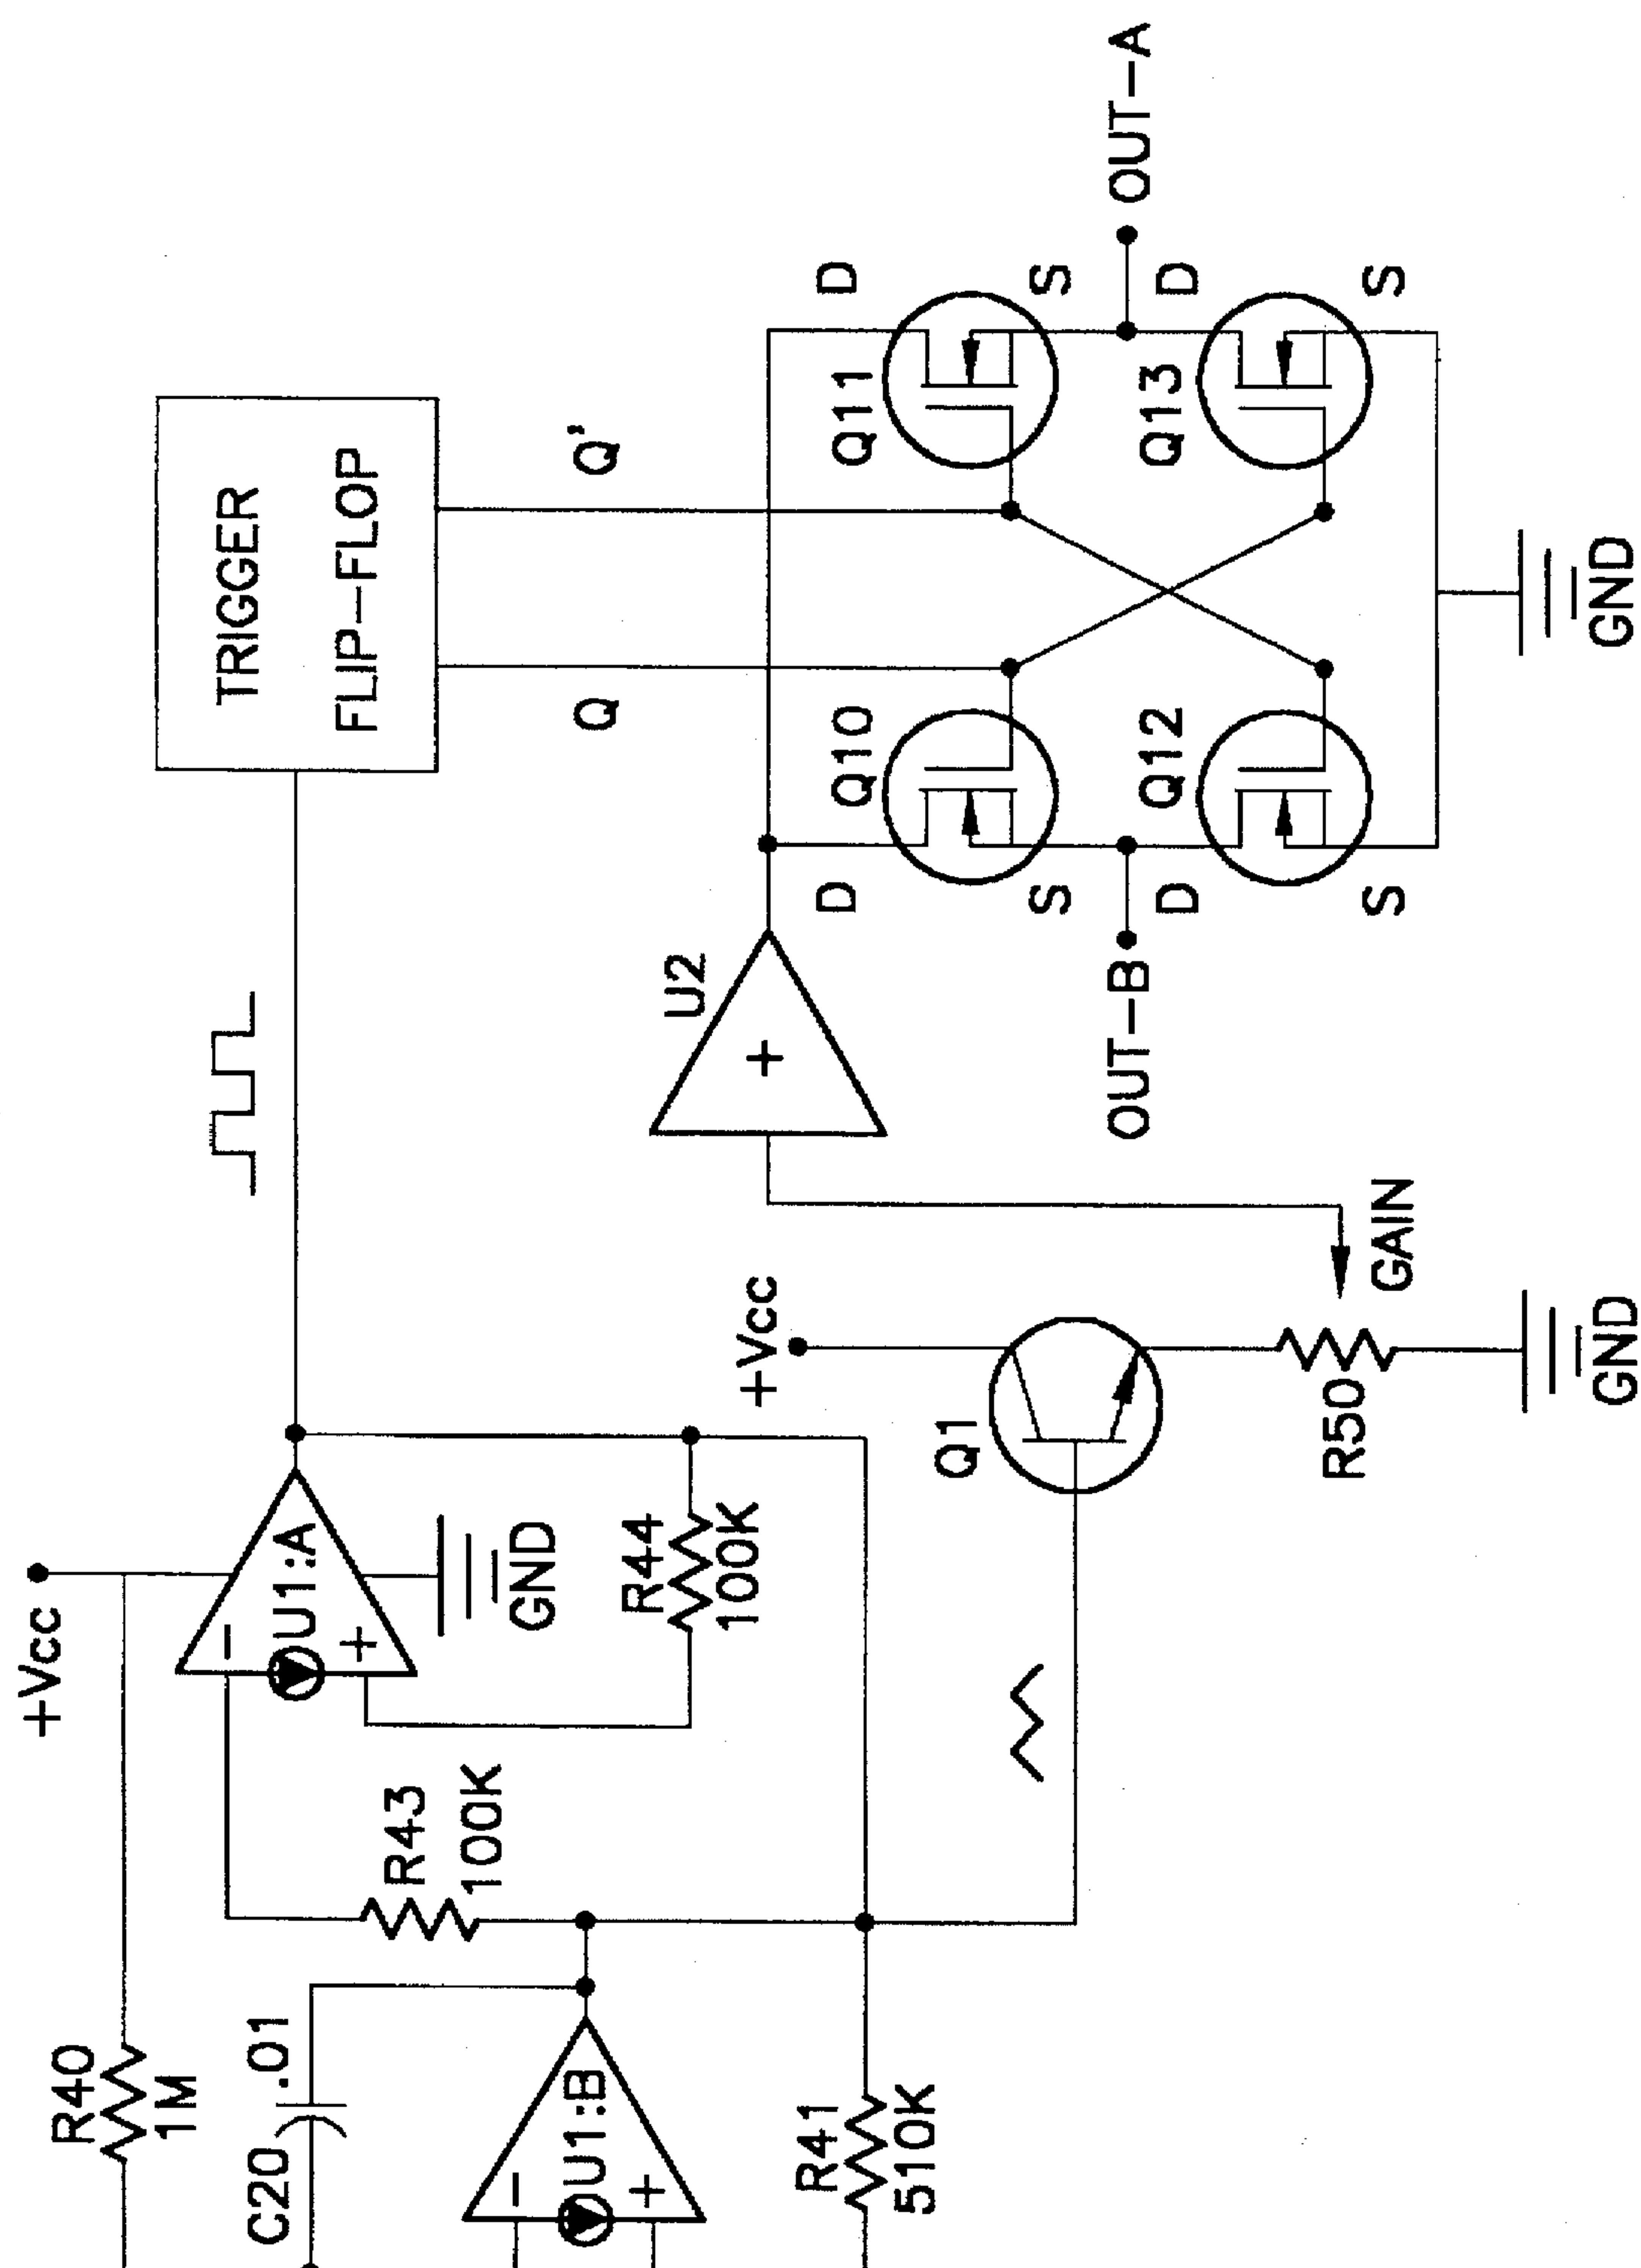 R40
1M
+Vcc
C20
.01
U1:B
−
+
R43
100K
−
U1:A
+
GND
R44
100K
R41
510K
TRIGGER
FLIP-FLOP
Q
Q'
+Vcc
Q1
R50
GAIN
GND
U2
+
D
Q10
S
D
Q11
S
OUT-B
OUT-A
D
Q12
S
D
Q13
S
GND